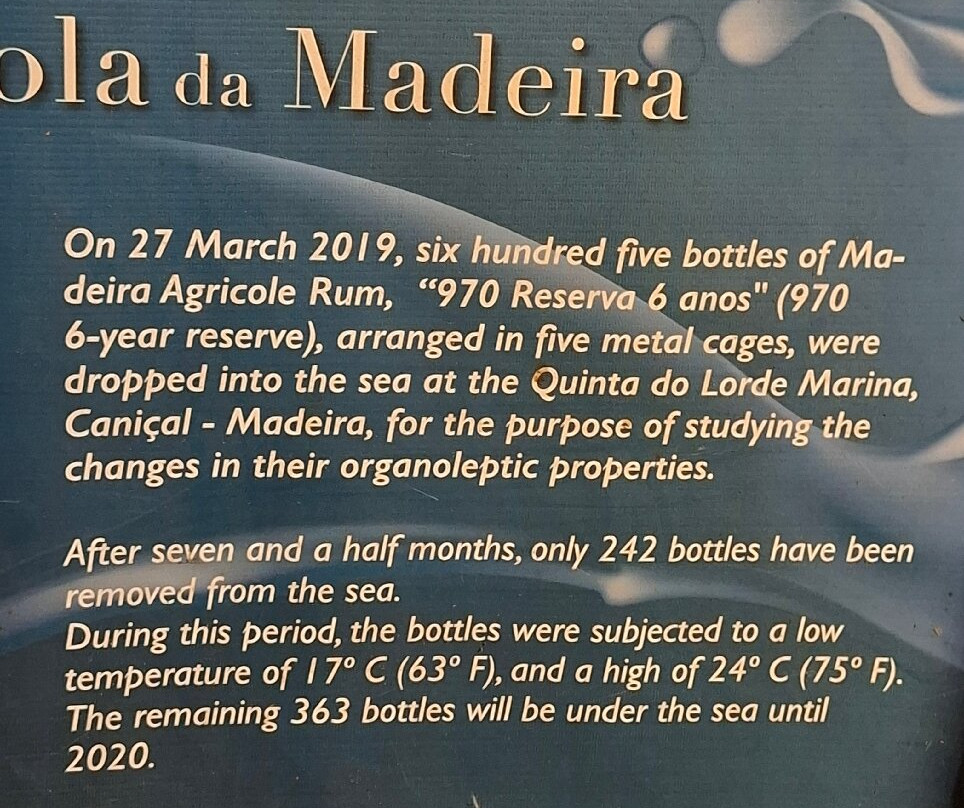 ola da Madeira
On 27 March 2019, six hundred five bottles of Ma-
deira Agricole Rum, “970 Reserva 6 anos" (970
6-year reserve), arranged in five metal cages, were
dropped into the sea at the Quinta do Lorde Marina,
Caniçal - Madeira, for the purpose of studying the
changes in their organoleptic properties.
After seven and a half months, only 242 bottles have been
removed from the sea.
During this period, the bottles were subjected to a low
temperature of 17º C (63º F), and a high of 24º C (75º F).
The remaining 363 bottles will be under the sea until
2020.